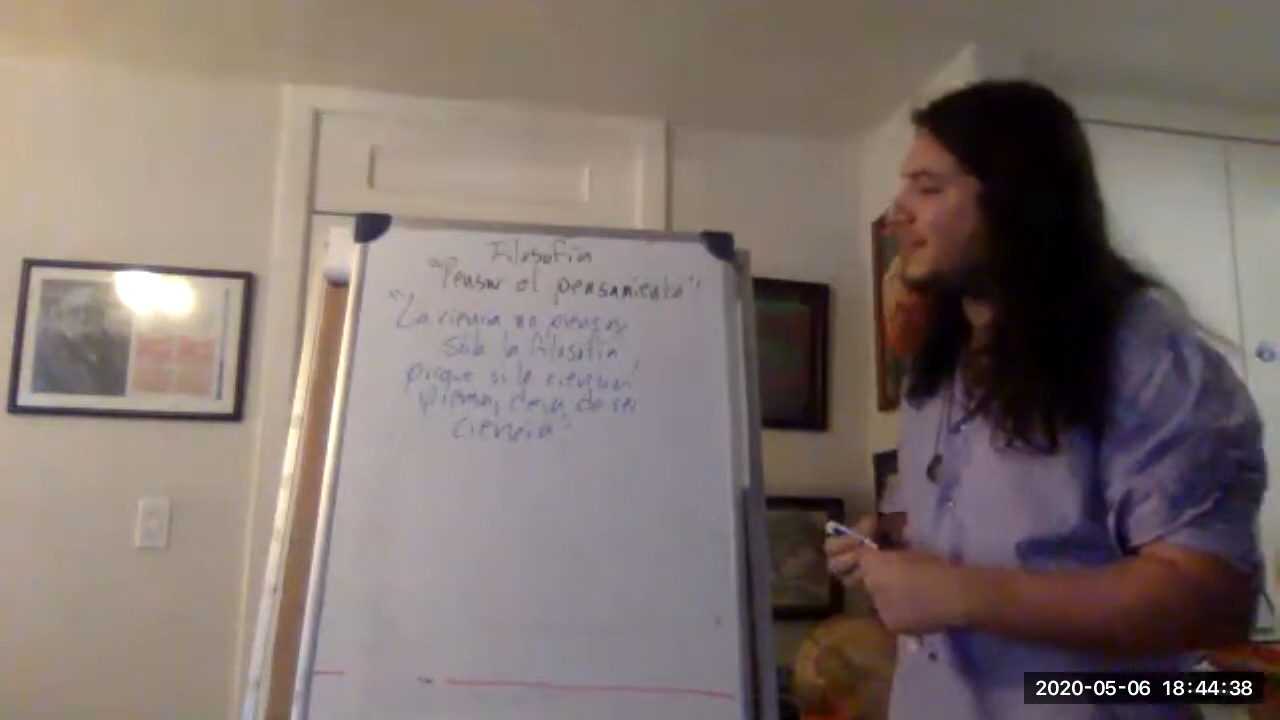 Filosofía
"Pensar el pensamiento"
"La ciencia no piensa,
Sólo la filosofía,
porque si la ciencia
piensa, deja de ser
ciencia".
2020-05-06 18:44:38